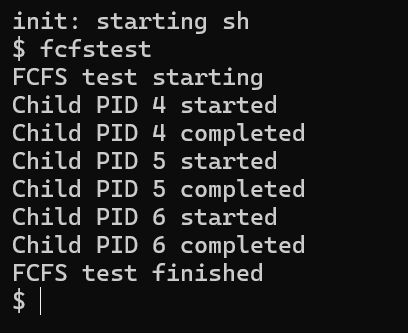 init: starting sh
$ fcfstest
FCFS test starting
Child PID 4 started
Child PID 4 completed
Child PID 5 started
Child PID 5 completed
Child PID 6 started
Child PID 6 completed
FCFS test finished
$